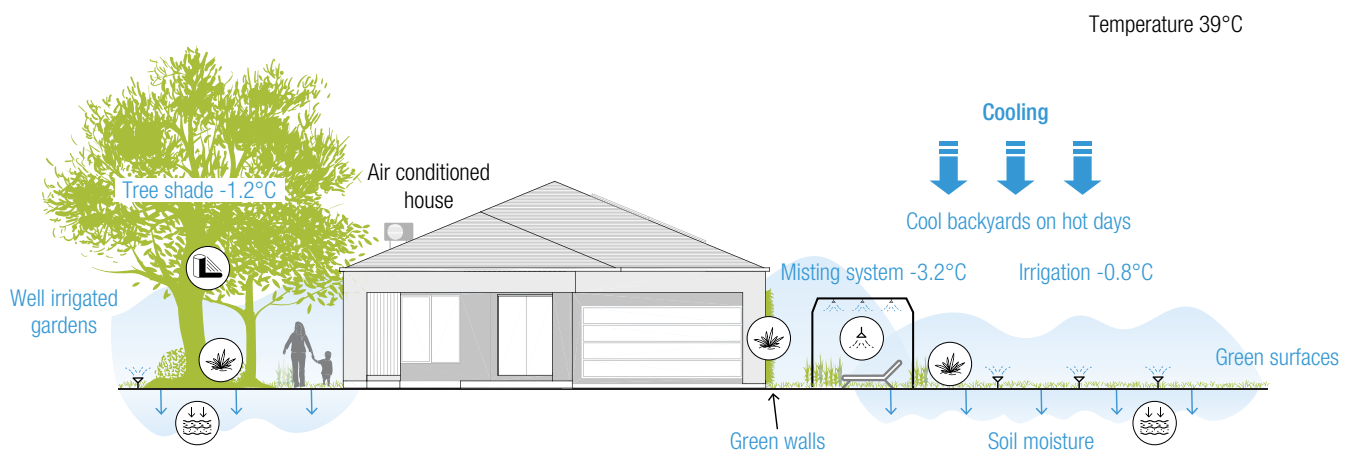 Temperature 39°C
Cooling
Tree shade -1.2°C
Air conditioned
house
Cool backyards on hot days
Misting system -3.2°C
Irrigation -0.8°C
Well irrigated
gardens
Green surfaces
Green walls
Soil moisture